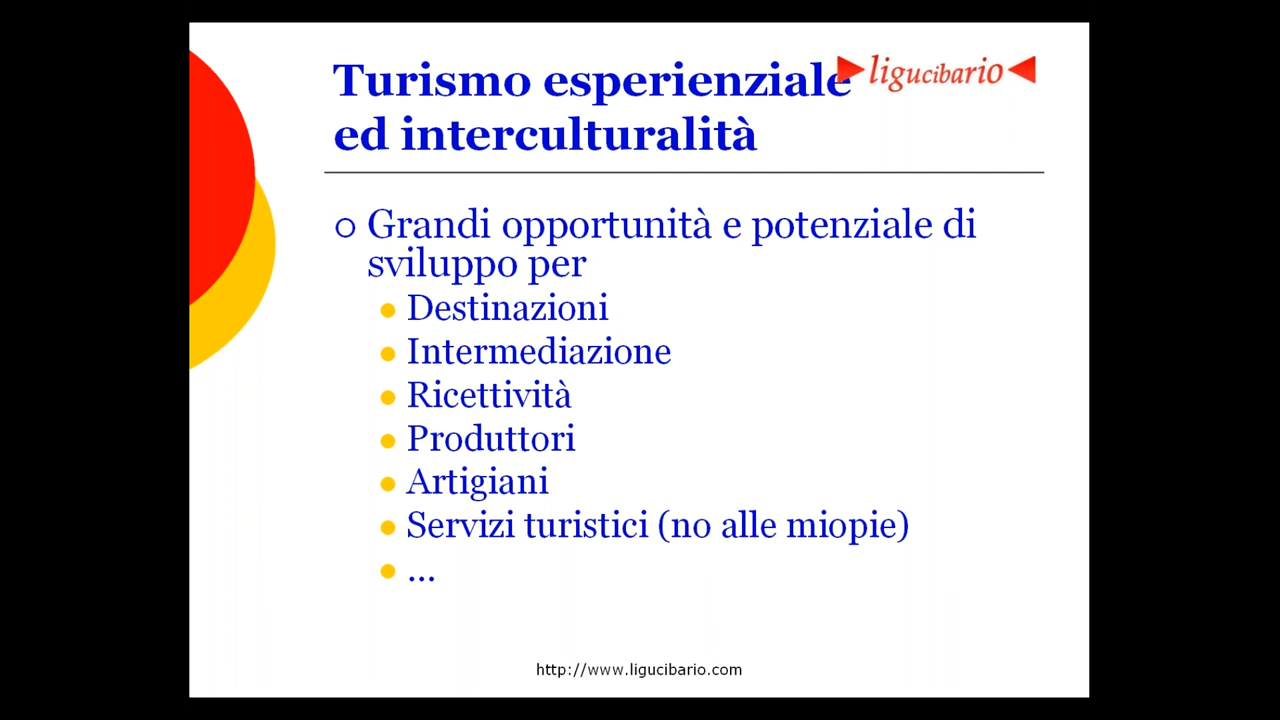 Turismo esperienziale
ligucibario
ed interculturalità
Grandi opportunità e potenziale di
sviluppo per
Destinazioni
Intermediazione
Ricettività
Produttori
Artigiani
Servizi turistici (no alle miopie)
...
http://www.ligucibario.com